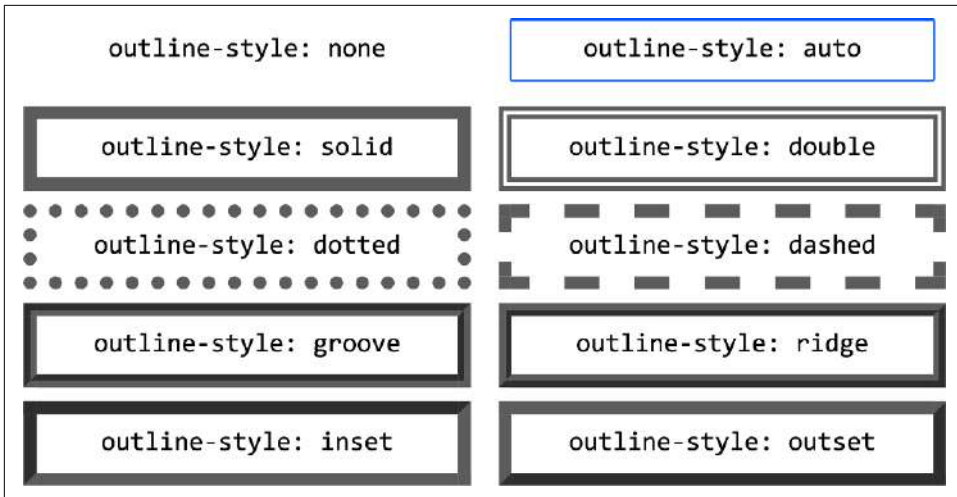 outline-style: none
outline-style: auto
outline-style: solid
outline-style: double
outline-style: dotted
outline-style: dashed
outline-style: groove
outline-style: ridge
outline-style: inset
outline-style: outset